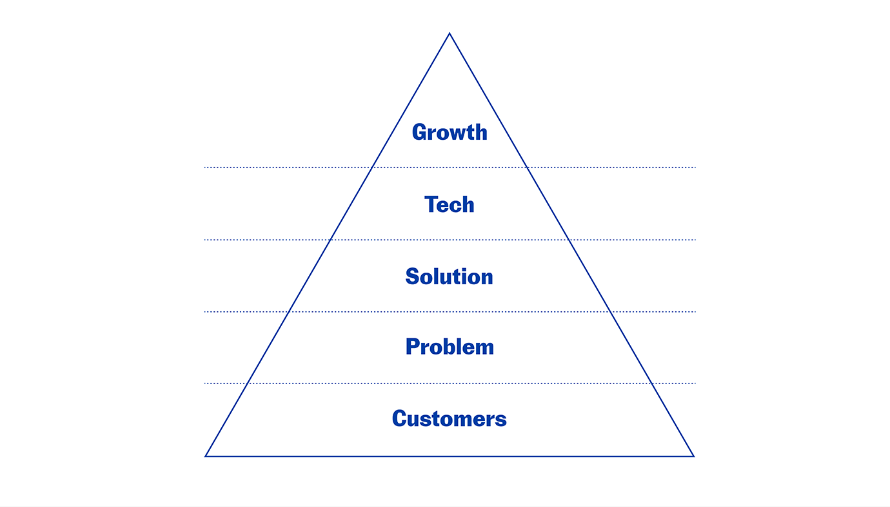 Growth
Tech
Solution
Problem
Customers